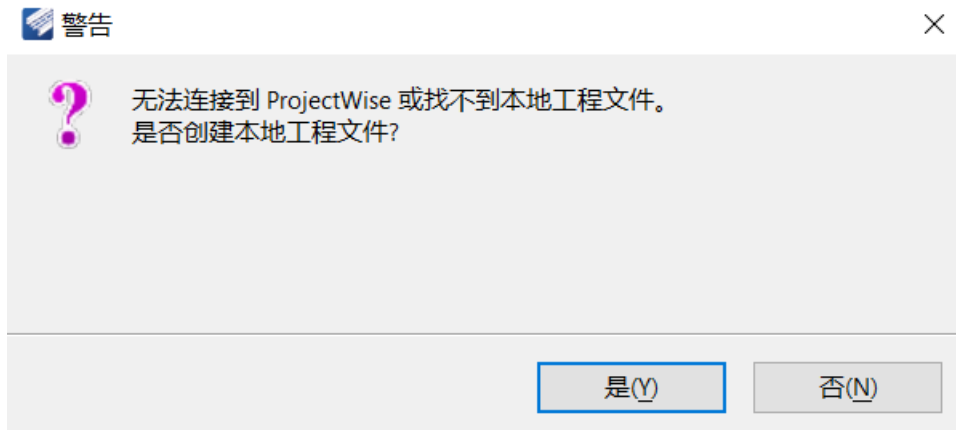 警告
无法连接到 ProjectWise 或找不到本地工程文件。
是否创建本地工程文件?
是(Y)
否(N)